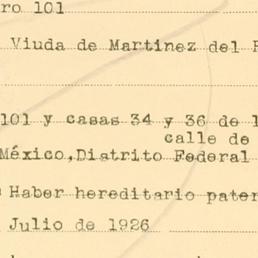 ro 101
Viuda de Martinez del
101 y casas 34 y 36 de
calle de
México, Distrito Federal
Haber hereditario pater
Julio de 1926